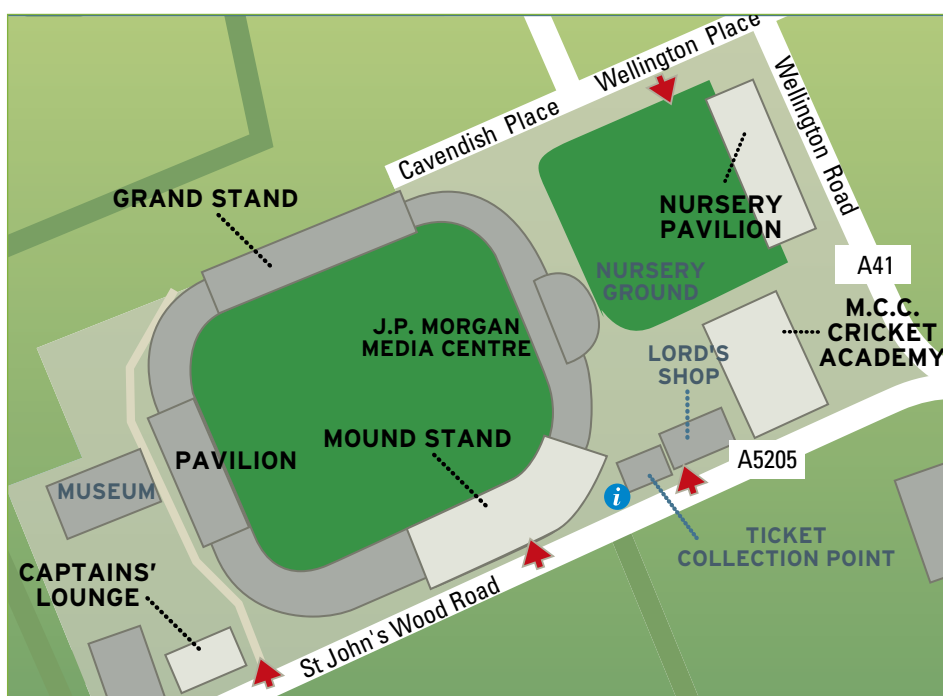 Wellington Place
Cavendish Place
Wellington Road
GRAND STAND
NURSERY
PAVILION
A41
NURSERY
GROUND
M.C.C.
CRICKET
ACADEMY
J.P. MORGAN
MEDIA CENTRE
LORD'S
SHOP
MOUND STAND
PAVILION
A5205
MUSEUM
i
TICKET
COLLECTION POINT
CAPTAINS'
LOUNGE
St John's Wood Road